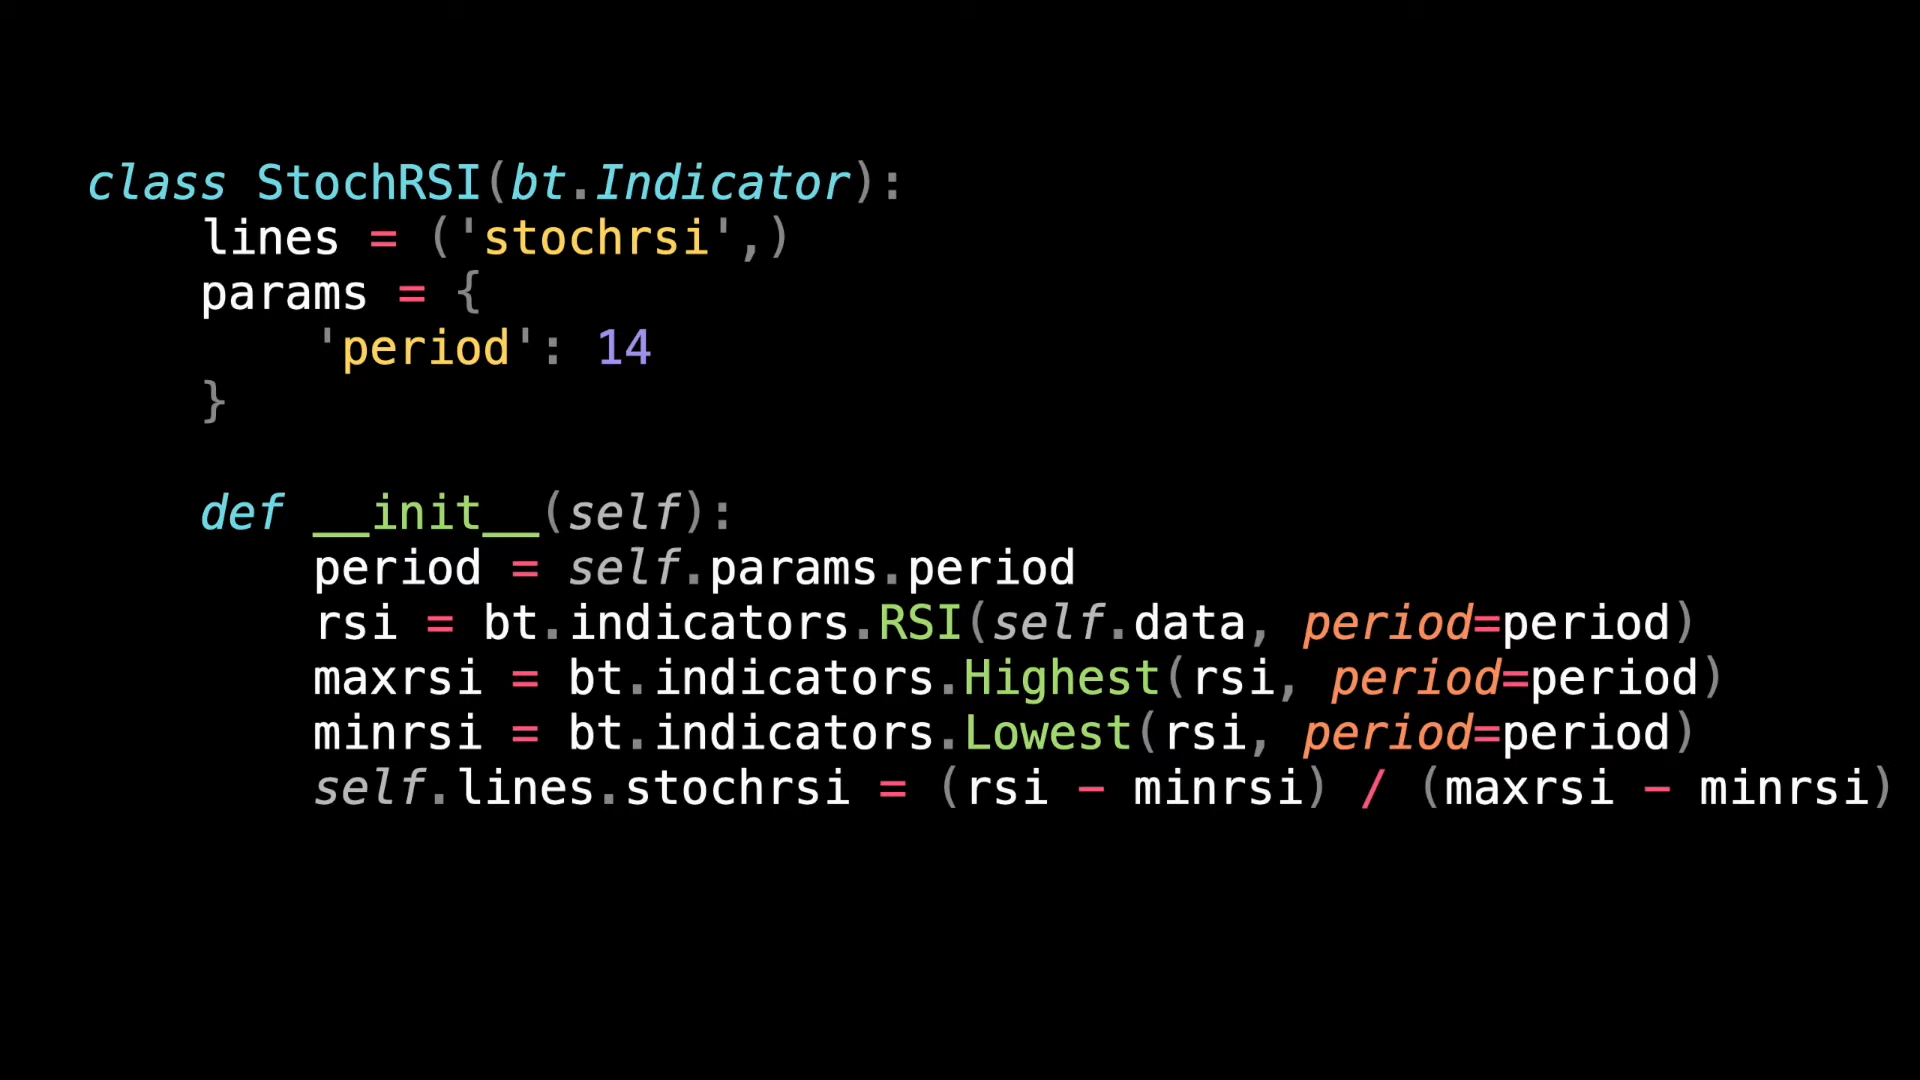 class StochRSI(bt.Indicator):
    lines = ('stochrsi',)
    params = {
        'period': 14
    }
    def __init__(self):
        period = self.params.period
        rsi = bt.indicators.RSI(self.data, period=period)
        maxrsi = bt.indicators.Highest(rsi, period=period)
        minrsi = bt.indicators.Lowest(rsi, period=period)
        self.lines.stochrsi = (rsi - minrsi) / (maxrsi - minrsi)